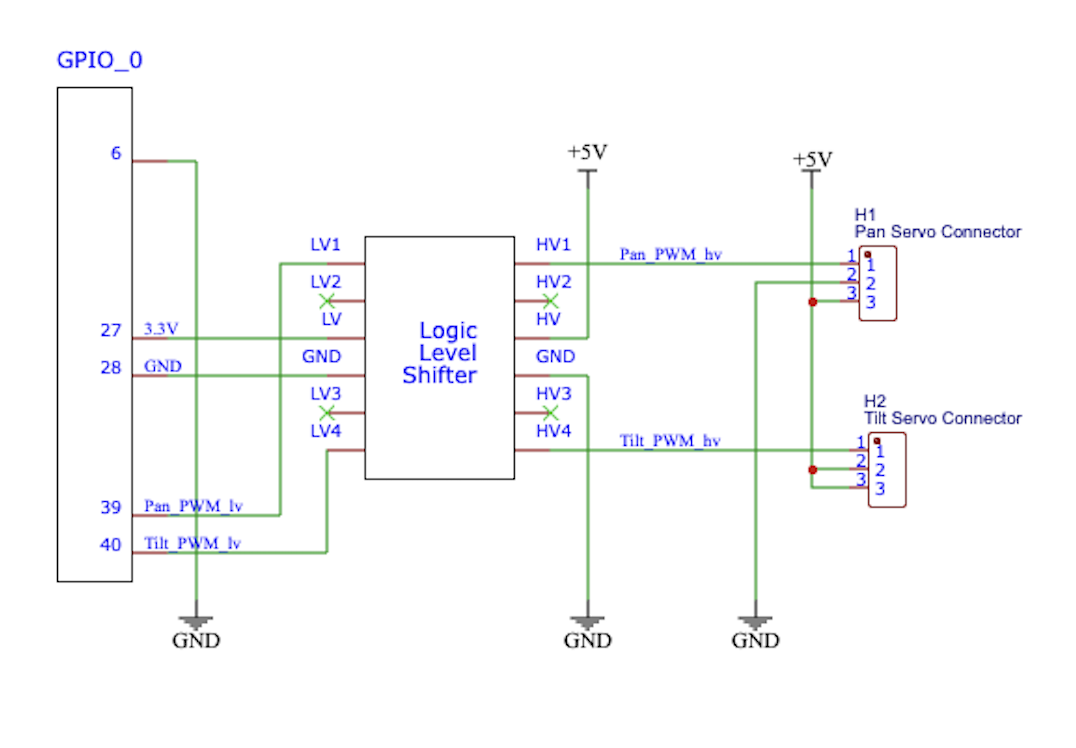 GPIO_0
6
27
3.3V
28
GND
39
Pan_PWM_lv
40
Tilt_PWM_lv
GND
LV1
LV2
LV
GND
LV3
LV4
Logic
Level
Shifter
HV1
HV2
HV
GND
HV3
HV4
+5V
GND
Pan_PWM_hv
Tilt_PWM_hv
GND
+5V
H1
Pan Servo Connector
1 1
2 2
3 3
H2
Tilt Servo Connector
1 1
2 2
3 3